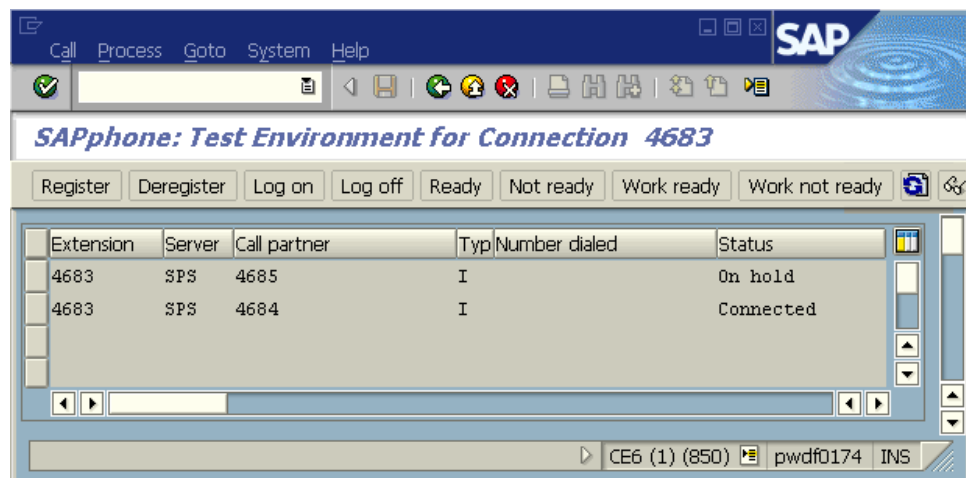 Call Process Goto System Help
SAP
SAPphone: Test Environment for Connection 4683
Register Deregister Log on Log off Ready Not ready Work ready Work not ready
Extension Server Call partner Typ Number dialed Status
4683 SPS 4685 I On hold
4683 SPS 4684 I Connected
CE6 (1) (850) pwdf0174 INS